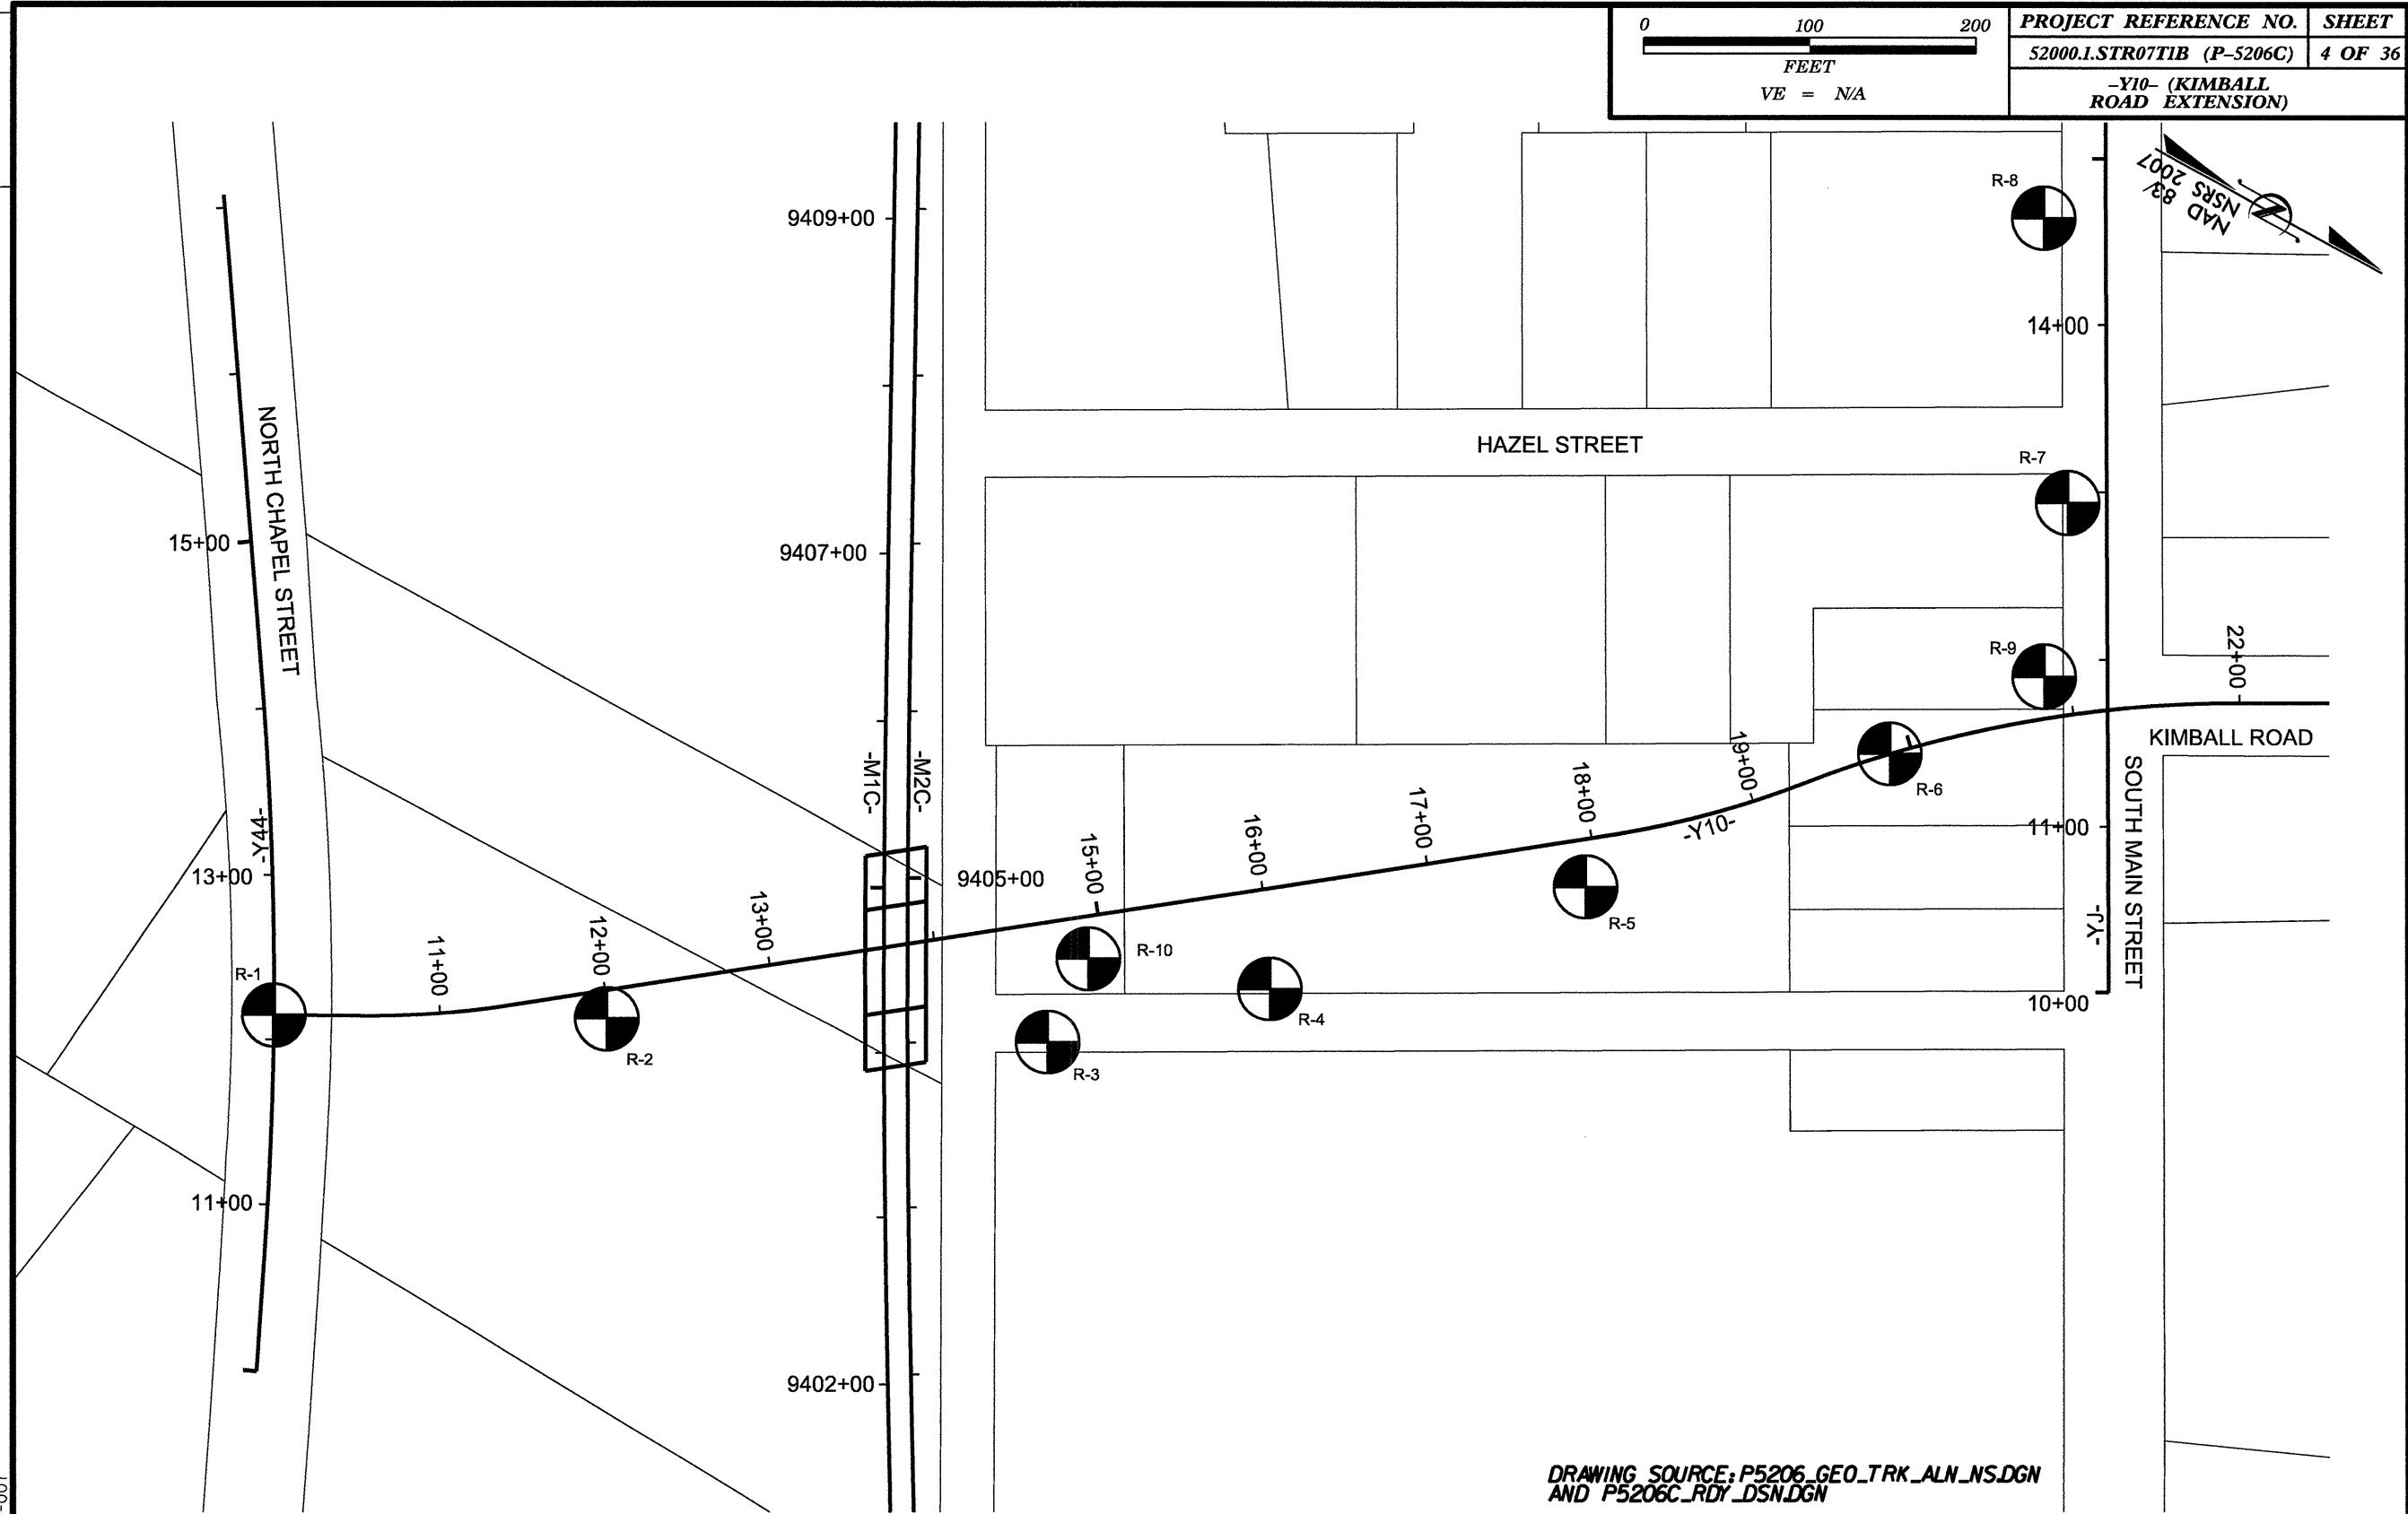 0 100 200
FEET
VE = N/A
PROJECT REFERENCE NO. SHEET
52000.1.STR07T1B (P-5206C) 4 OF 36
-Y10- (KIMBALL
ROAD EXTENSION)
NAD 83/
NSRS 2007
R-8
9409+00
14+00
HAZEL STREET
R-7
NORTH CHAPEL STREET
15+00
9407+00
R-9
22+00
KIMBALL ROAD
-M1C-
-M2C-
19+00
R-6
18+00
17+00
16+00
15+00
-Y10-
11+00
SOUTH MAIN STREET
-Y44-
13+00
9405+00
13+00
12+00
11+00
R-5
-YJ-
R-10
R-1
10+00
R-4
R-2
R-3
11+00
9402+00
DRAWING SOURCE: P5206_GEO_TRK_ALN_NS.DGN
AND P5206C_RDY_DSN.DGN